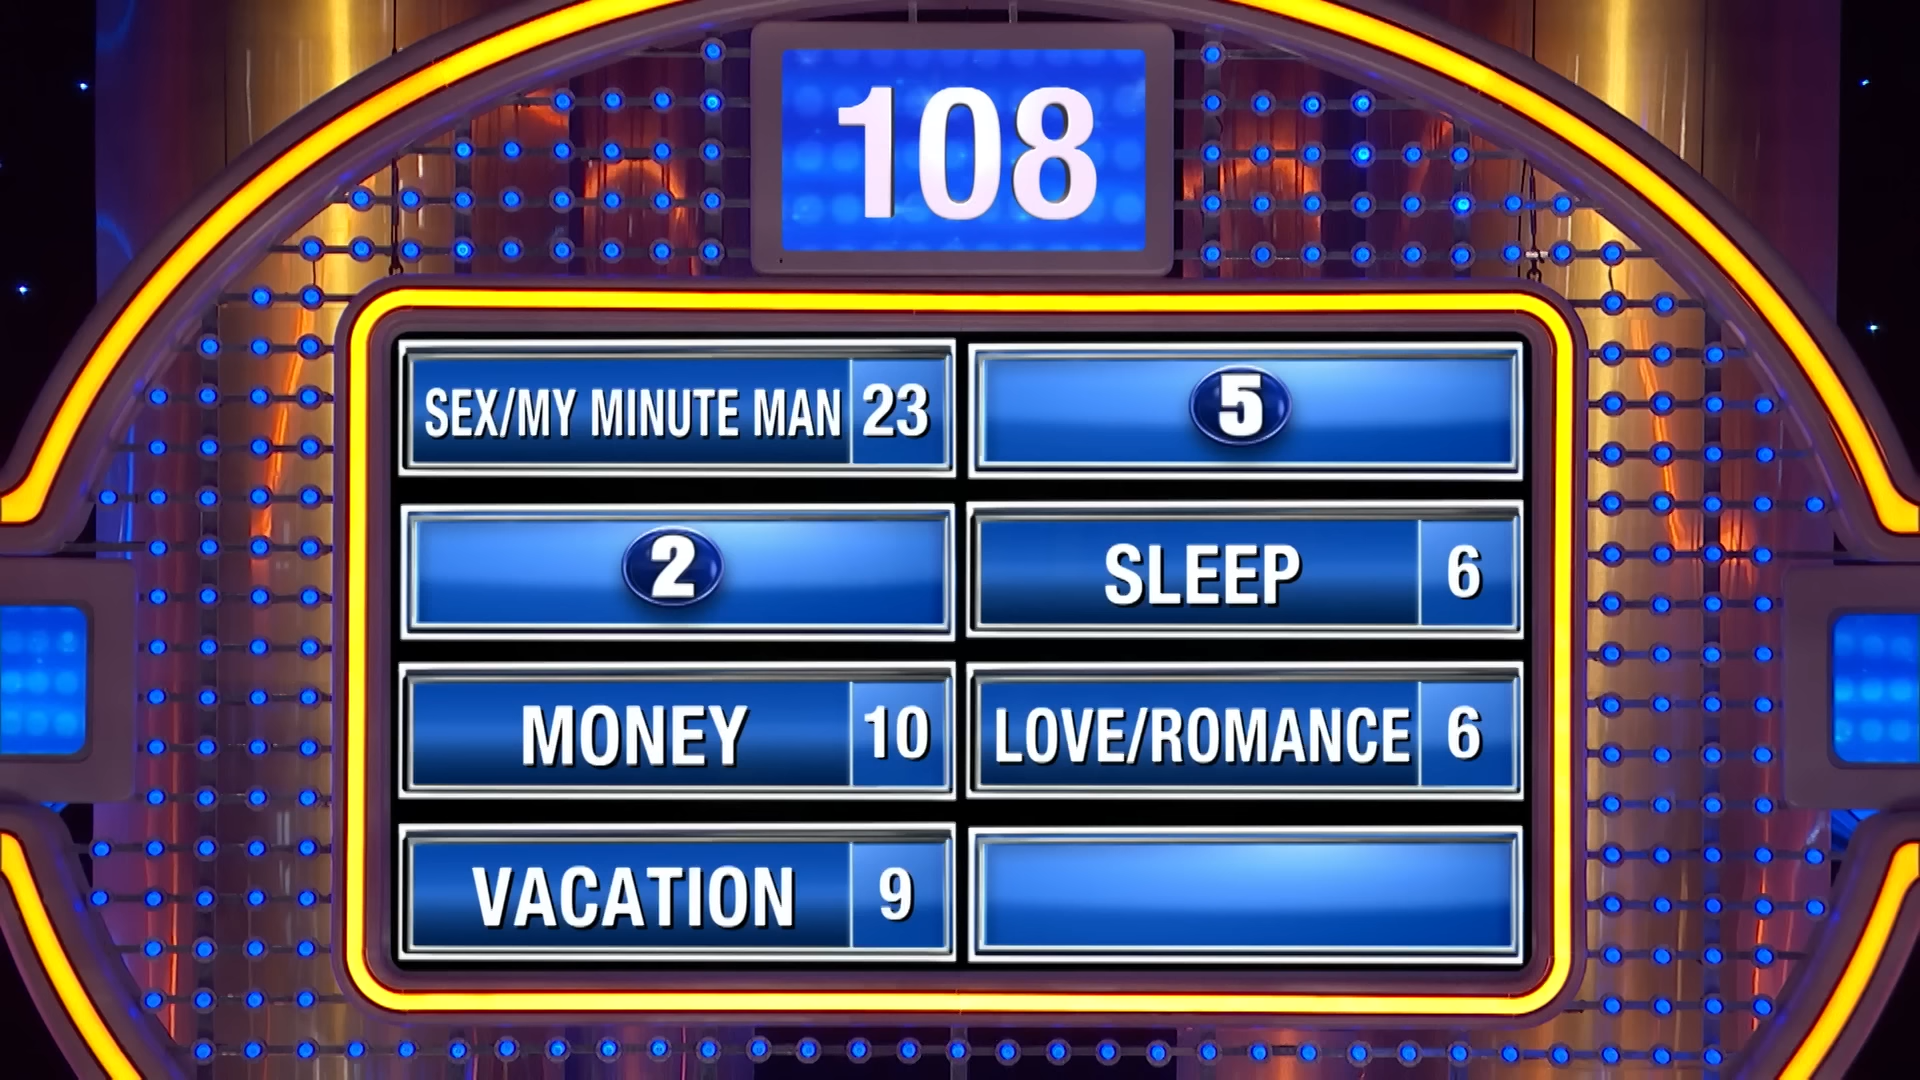 108
SEX/MY MINUTE MAN 23
5
2
SLEEP 6
MONEY 10
LOVE/ROMANCE 6
VACATION 9